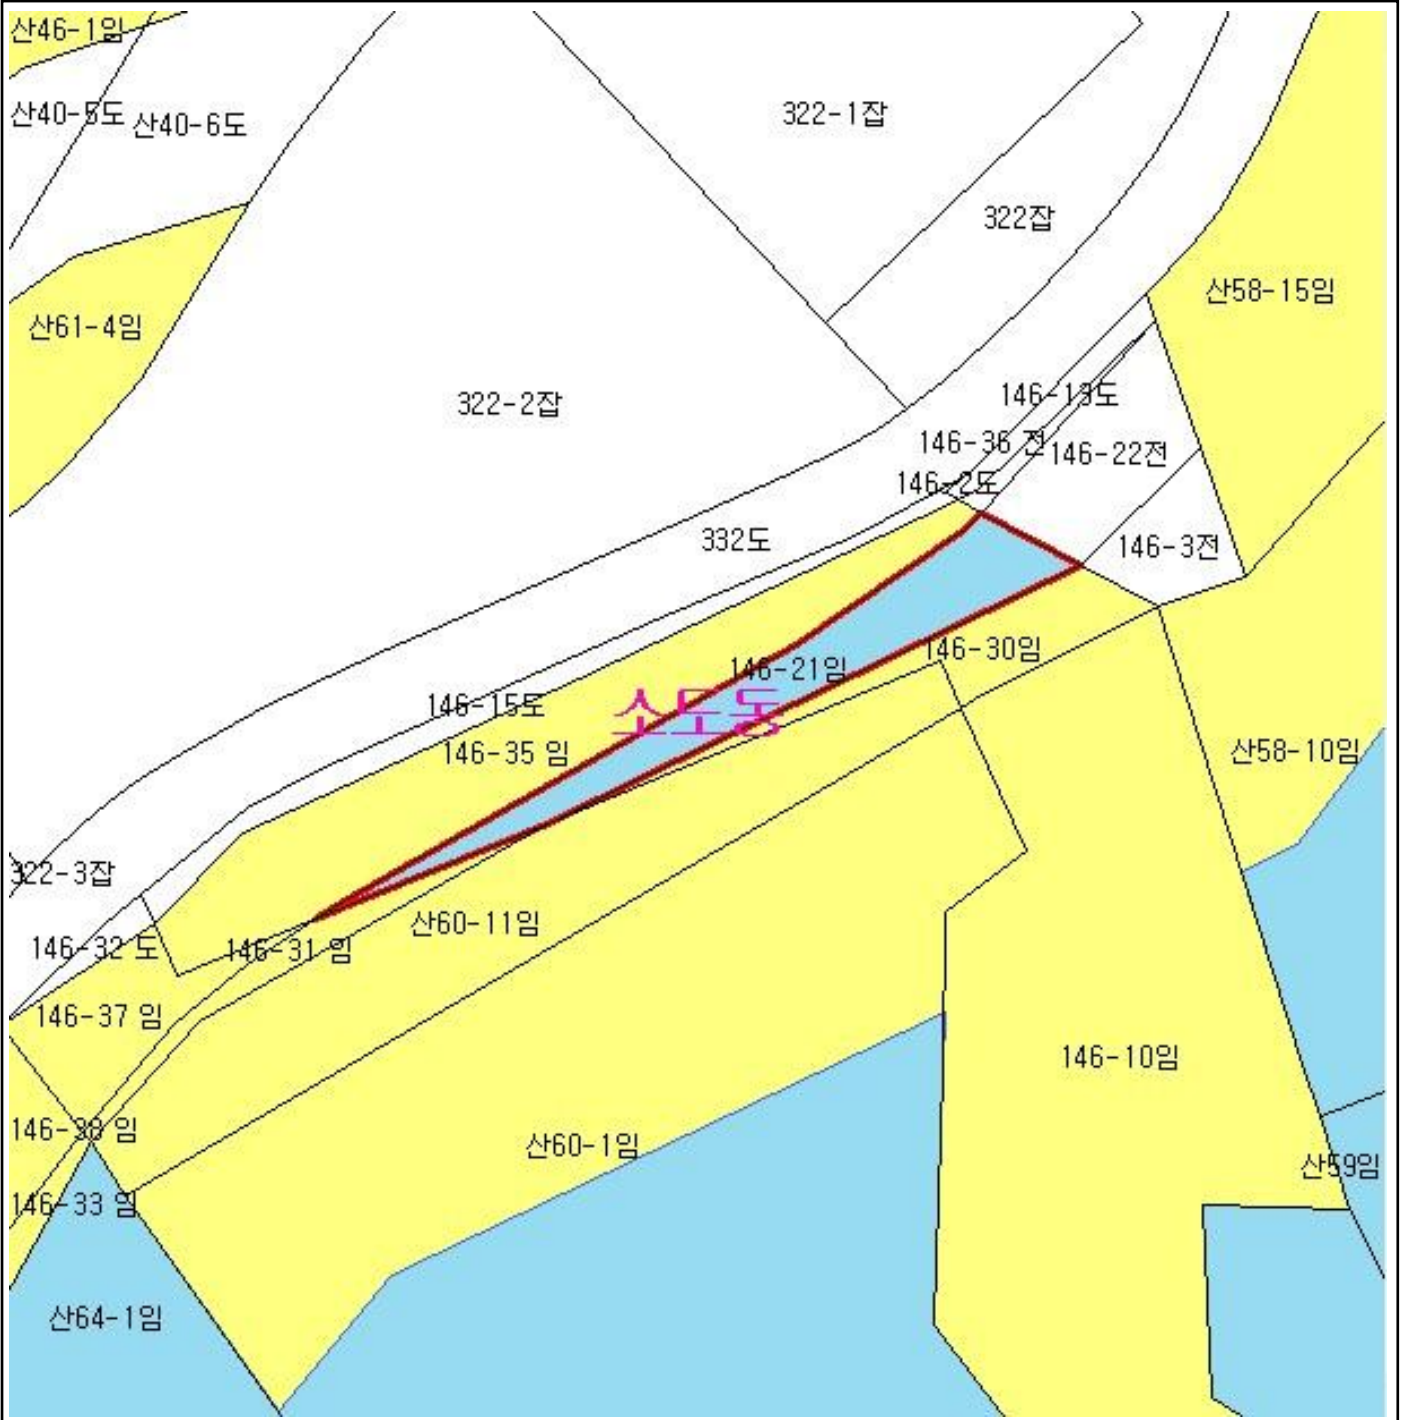 산46-1임
산40-5도
산40-6도
322-1잡
322잡
산58-15임
산61-4임
322-2잡
146-13도
146-36 전
146-22전
146-2도
332도
146-3전
146-30임
146-21임
소도동
146-15도
146-35 임
산58-10임
322-3잡
산60-11임
146-32 도
146-31 임
146-37 임
146-10임
146-38 임
산60-1임
산59임
146-33 임
산64-1임